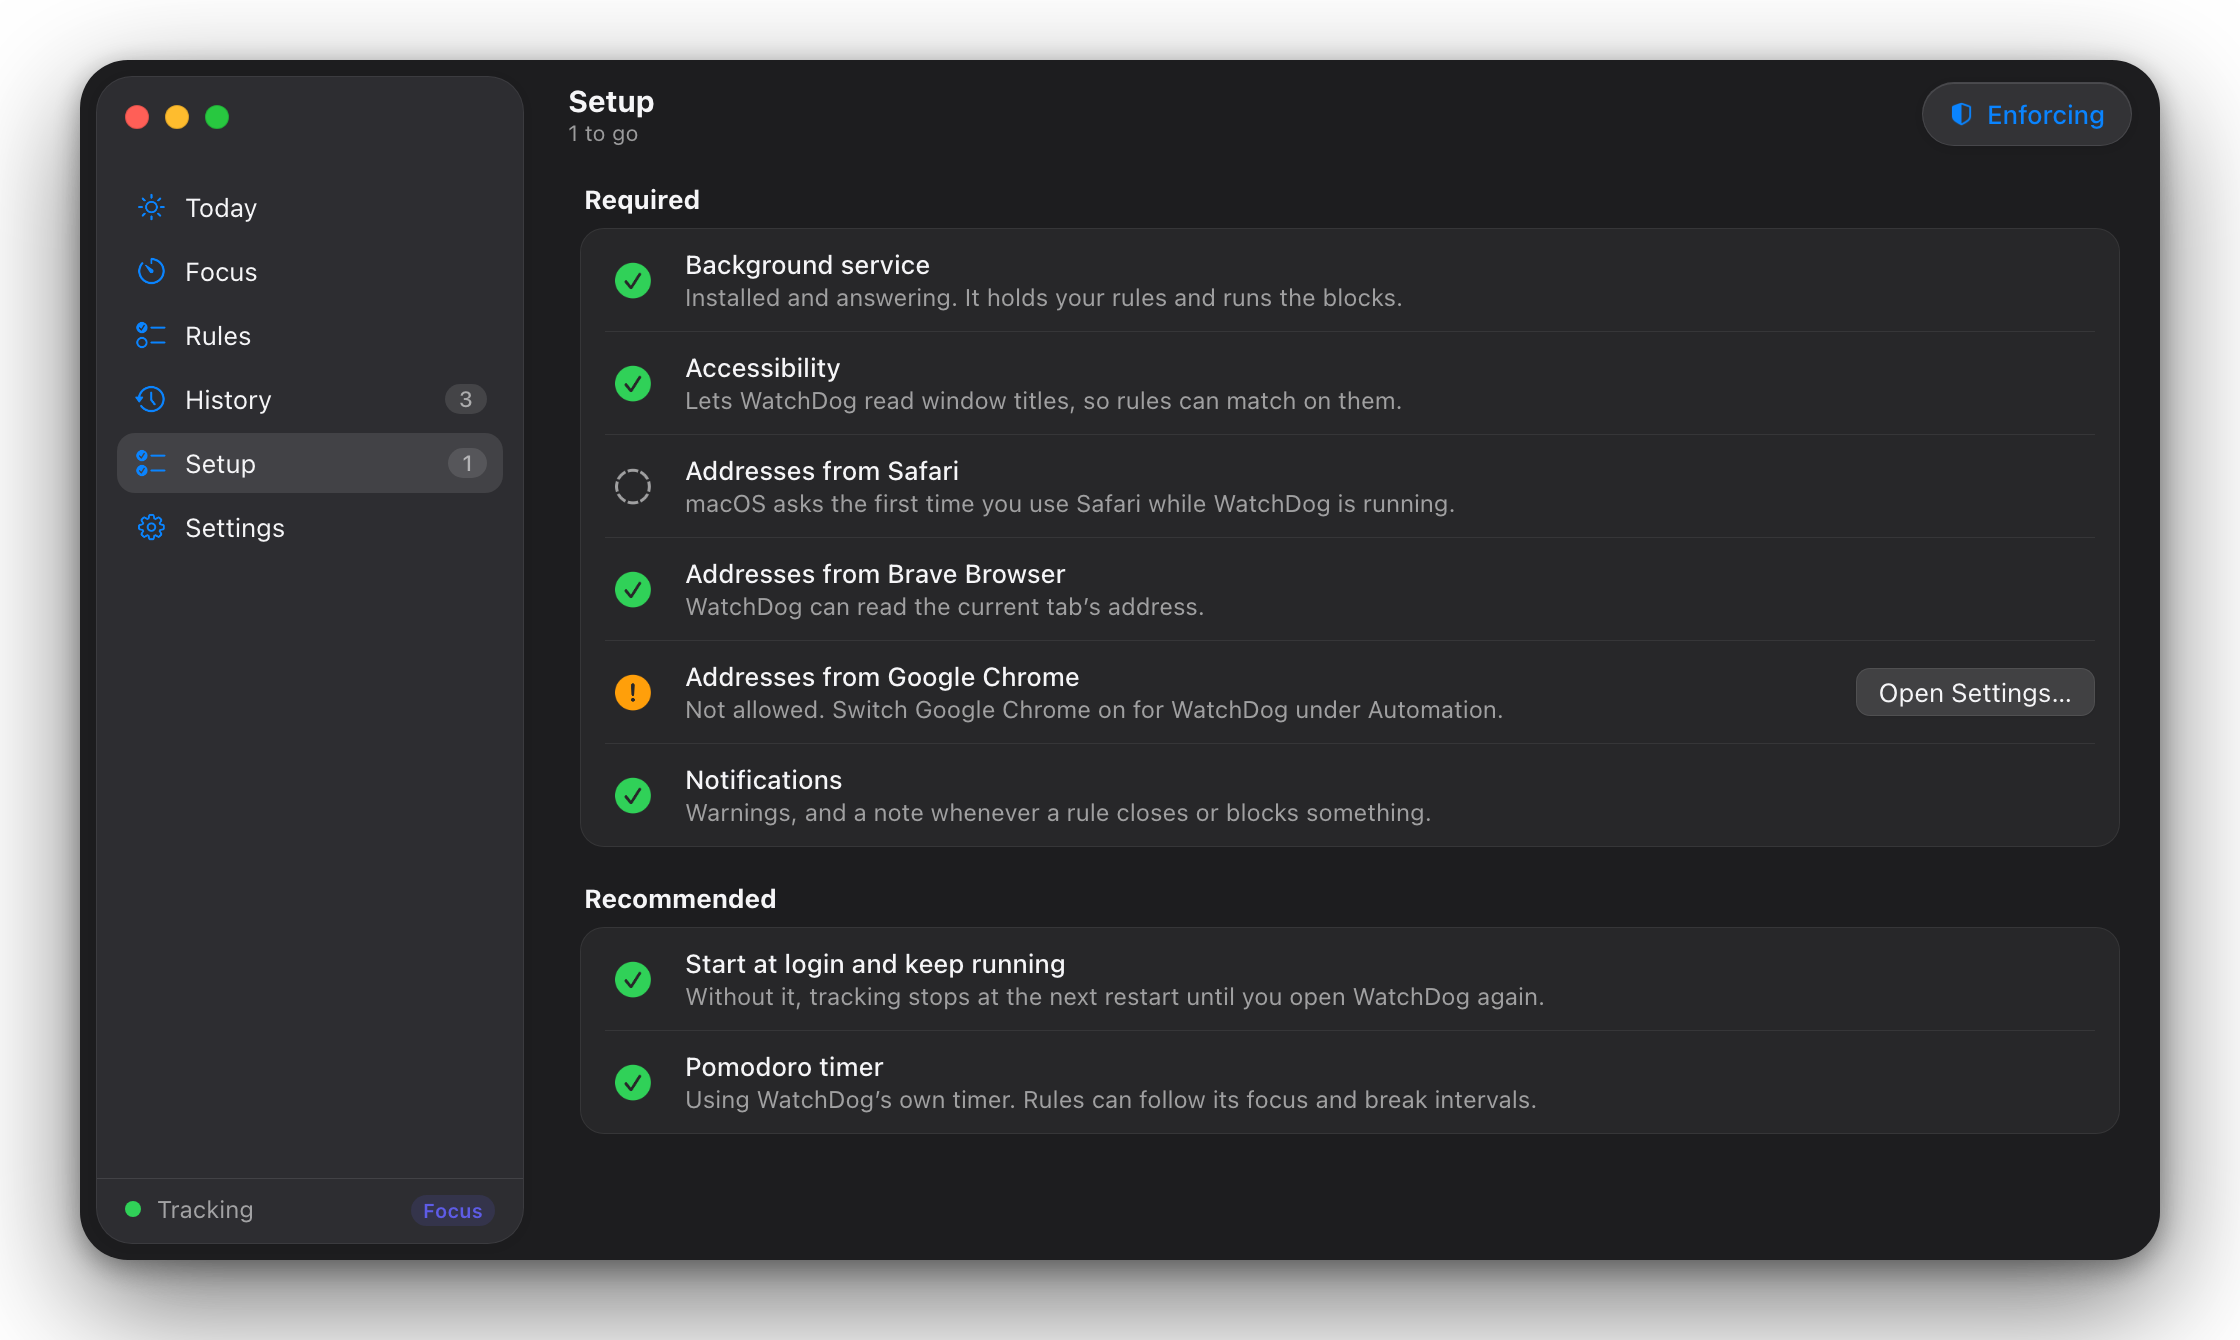 Today
Focus
Rules
History 3
Setup 1
Settings
Tracking Focus
Setup
1 to go
Enforcing
Required
Background service
Installed and answering. It holds your rules and runs the blocks.
Accessibility
Lets WatchDog read window titles, so rules can match on them.
Addresses from Safari
macOS asks the first time you use Safari while WatchDog is running.
Addresses from Brave Browser
WatchDog can read the current tab’s address.
Addresses from Google Chrome
Not allowed. Switch Google Chrome on for WatchDog under Automation.
Open Settings...
Notifications
Warnings, and a note whenever a rule closes or blocks something.
Recommended
Start at login and keep running
Without it, tracking stops at the next restart until you open WatchDog again.
Pomodoro timer
Using WatchDog’s own timer. Rules can follow its focus and break intervals.